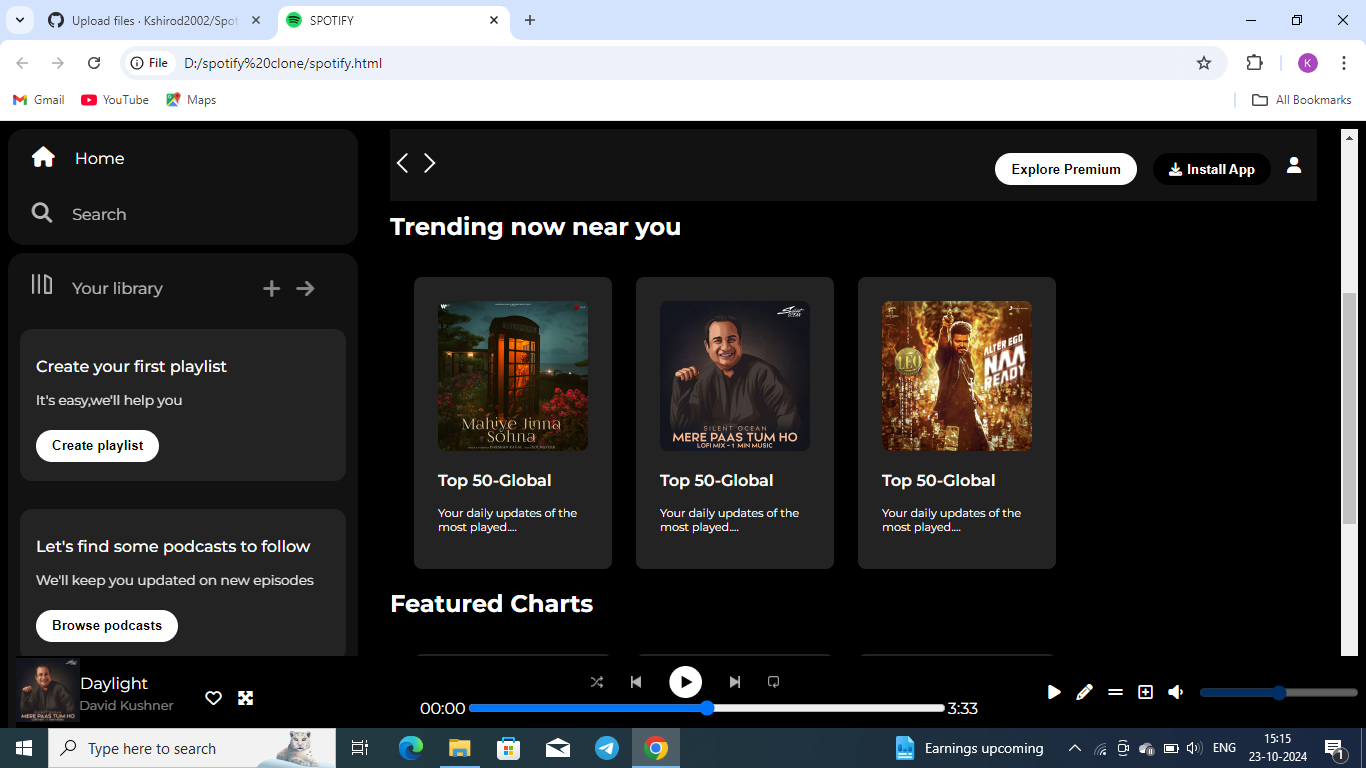 Upload files · Kshirod2002/Spot
SPOTIFY
File
D:/spotify%20clone/spotify.html
K
Gmail
YouTube
Maps
All Bookmarks
Home
Search
Your library
Create your first playlist
It's easy,we'll help you
Create playlist
Let's find some podcasts to follow
We'll keep you updated on new episodes
Browse podcasts
Explore Premium
Install App
Trending now near you
Mahiye Jinna
Sohna
SILENT OCEAN
MERE PAAS TUM HO
LOFI MIX - 1 MIN MUSIC
LEO
ALTER EGO
NAA
READY
Top 50-Global
Your daily updates of the
most played....
Top 50-Global
Your daily updates of the
most played....
Top 50-Global
Your daily updates of the
most played....
Featured Charts
MERE PAAS TUM HO
Daylight
David Kushner
00:00
3:33
Type here to search
Earnings upcoming
ENG
15:15
23-10-2024
1